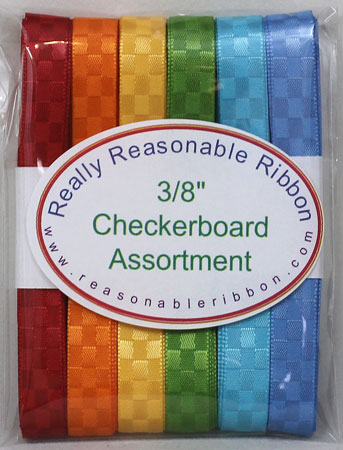 Really Reasonable Ribbon
3/8"
Checkerboard
Assortment
www.reasonableribbon.com